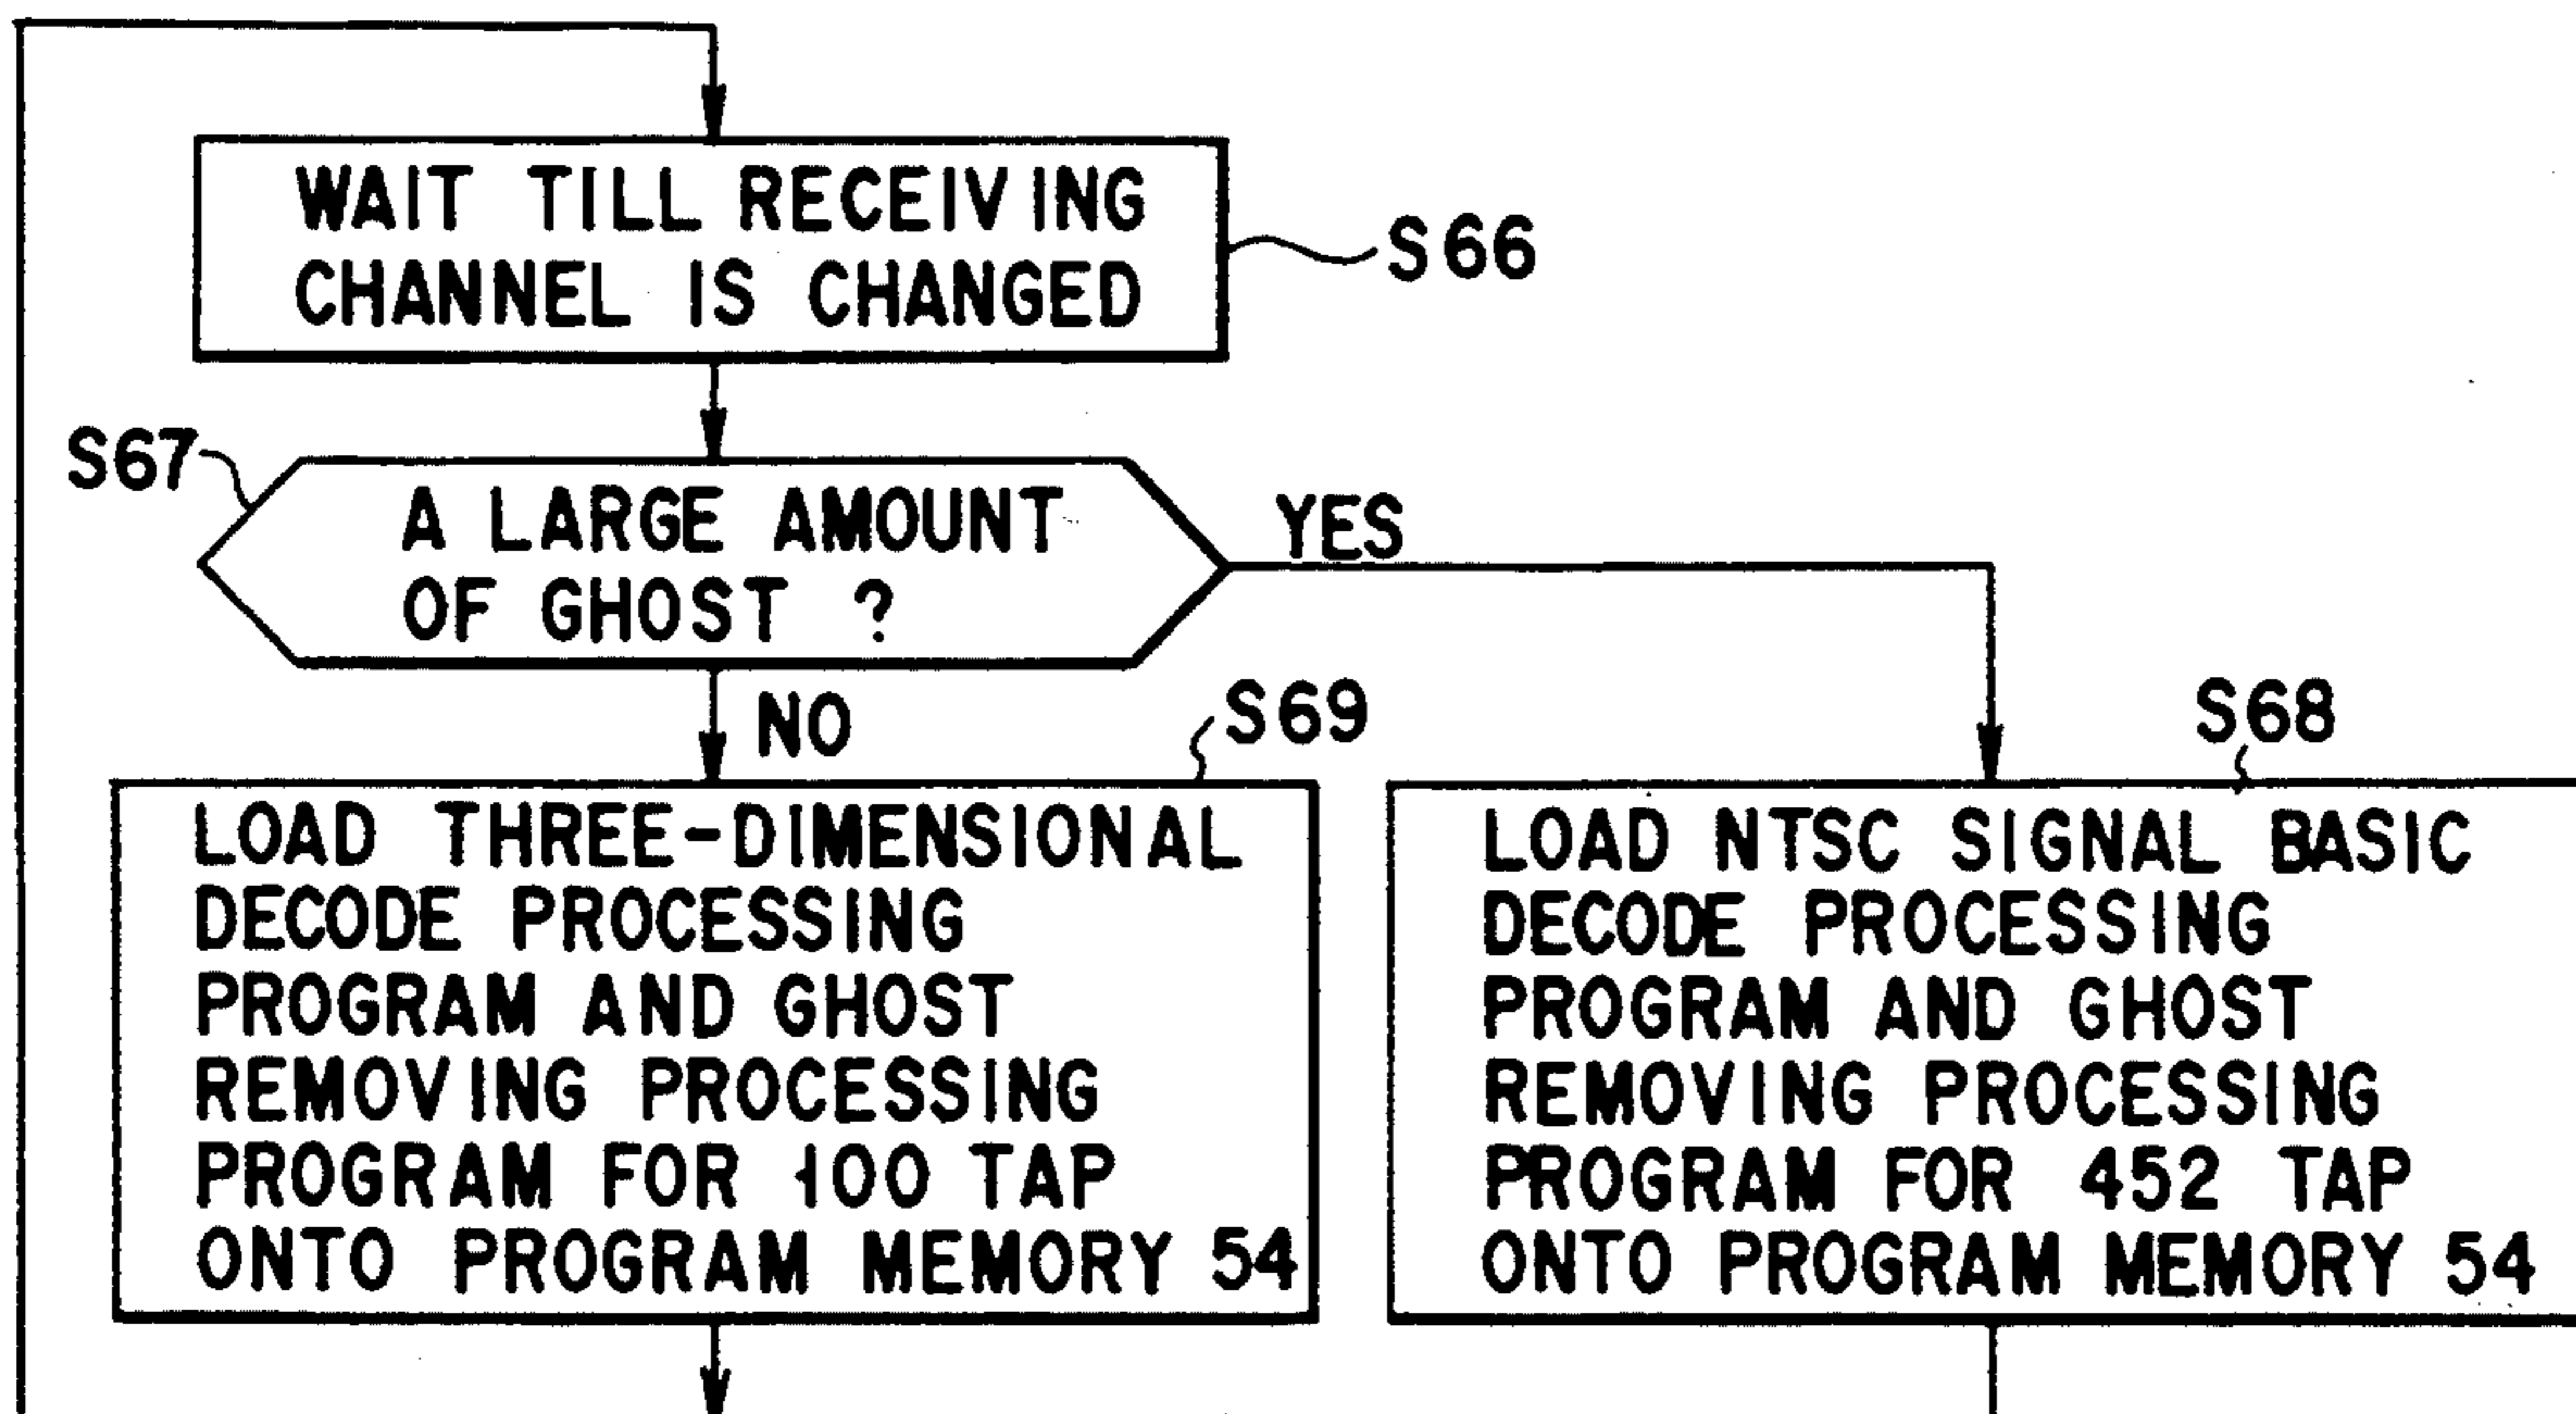 WAIT TILL RECEIVING
CHANNEL IS CHANGED
S66
S67
A LARGE AMOUNT
OF GHOST ?
YES
NO
S69
LOAD THREE-DIMENSIONAL
DECODE PROCESSING
PROGRAM AND GHOST
REMOVING PROCESSING
PROGRAM FOR 100 TAP
ONTO PROGRAM MEMORY 54
S68
LOAD NTSC SIGNAL BASIC
DECODE PROCESSING
PROGRAM AND GHOST
REMOVING PROCESSING
PROGRAM FOR 452 TAP
ONTO PROGRAM MEMORY 54